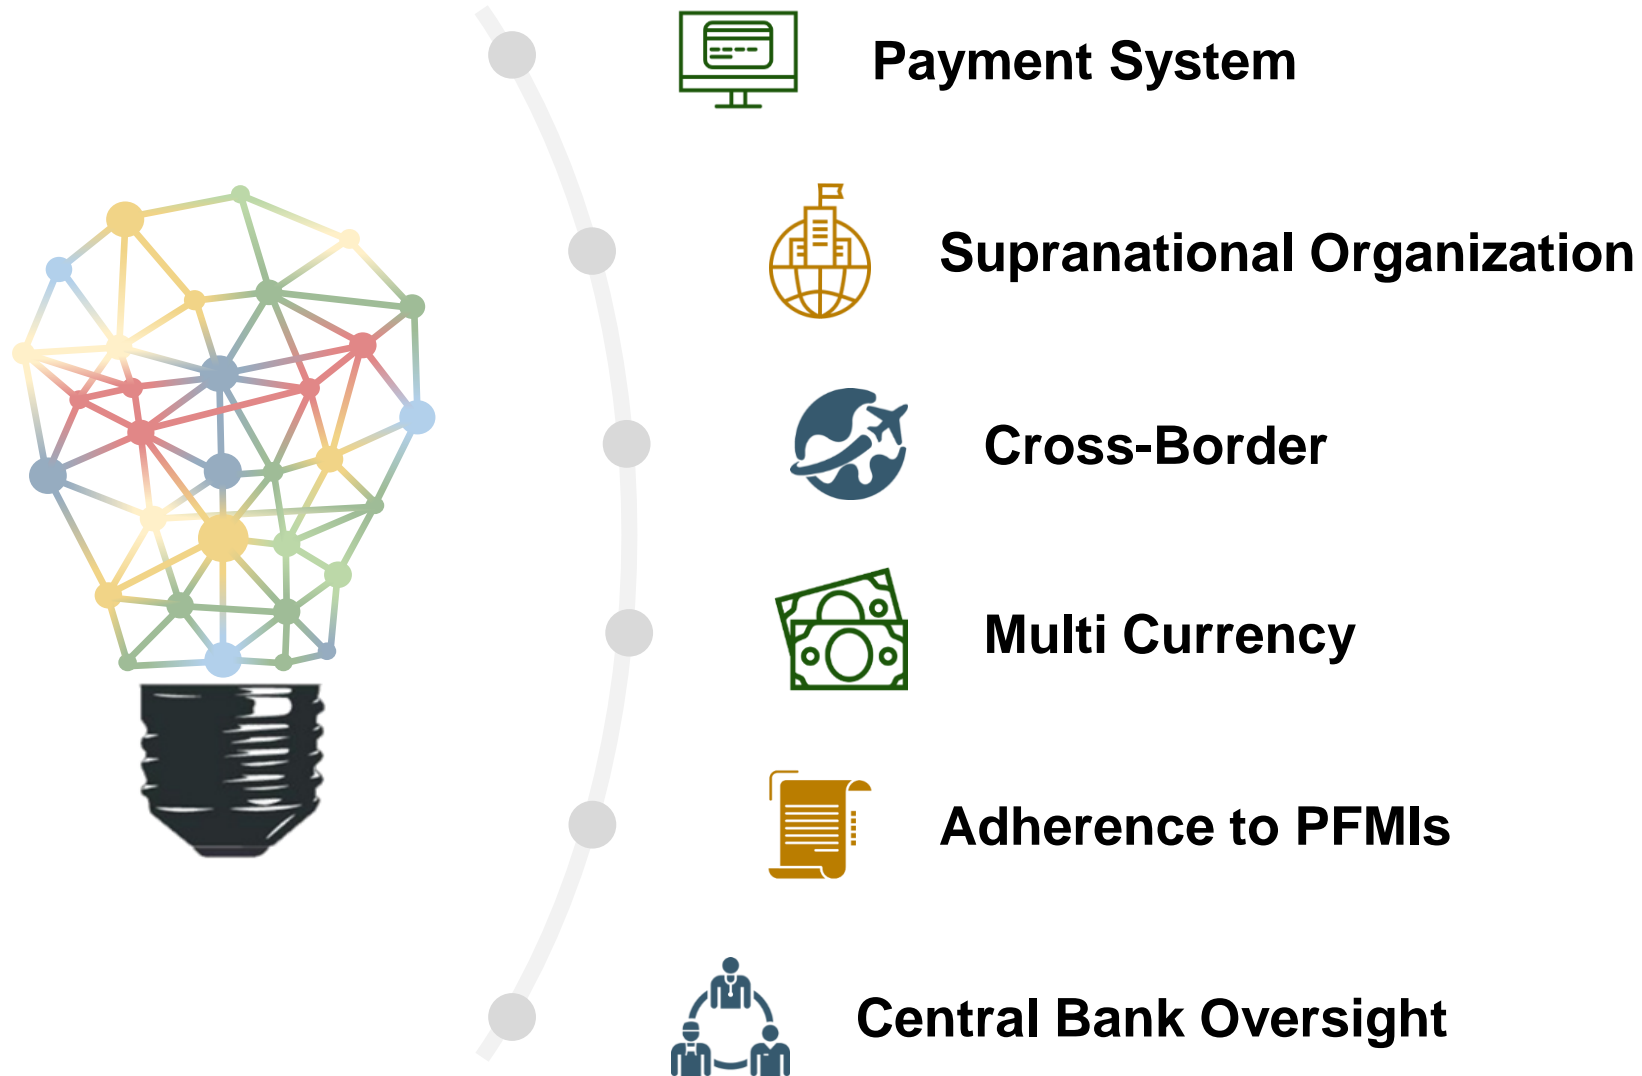 Payment System
Supranational Organization
Cross-Border
Multi Currency
Adherence to PFMIs
Central Bank Oversight